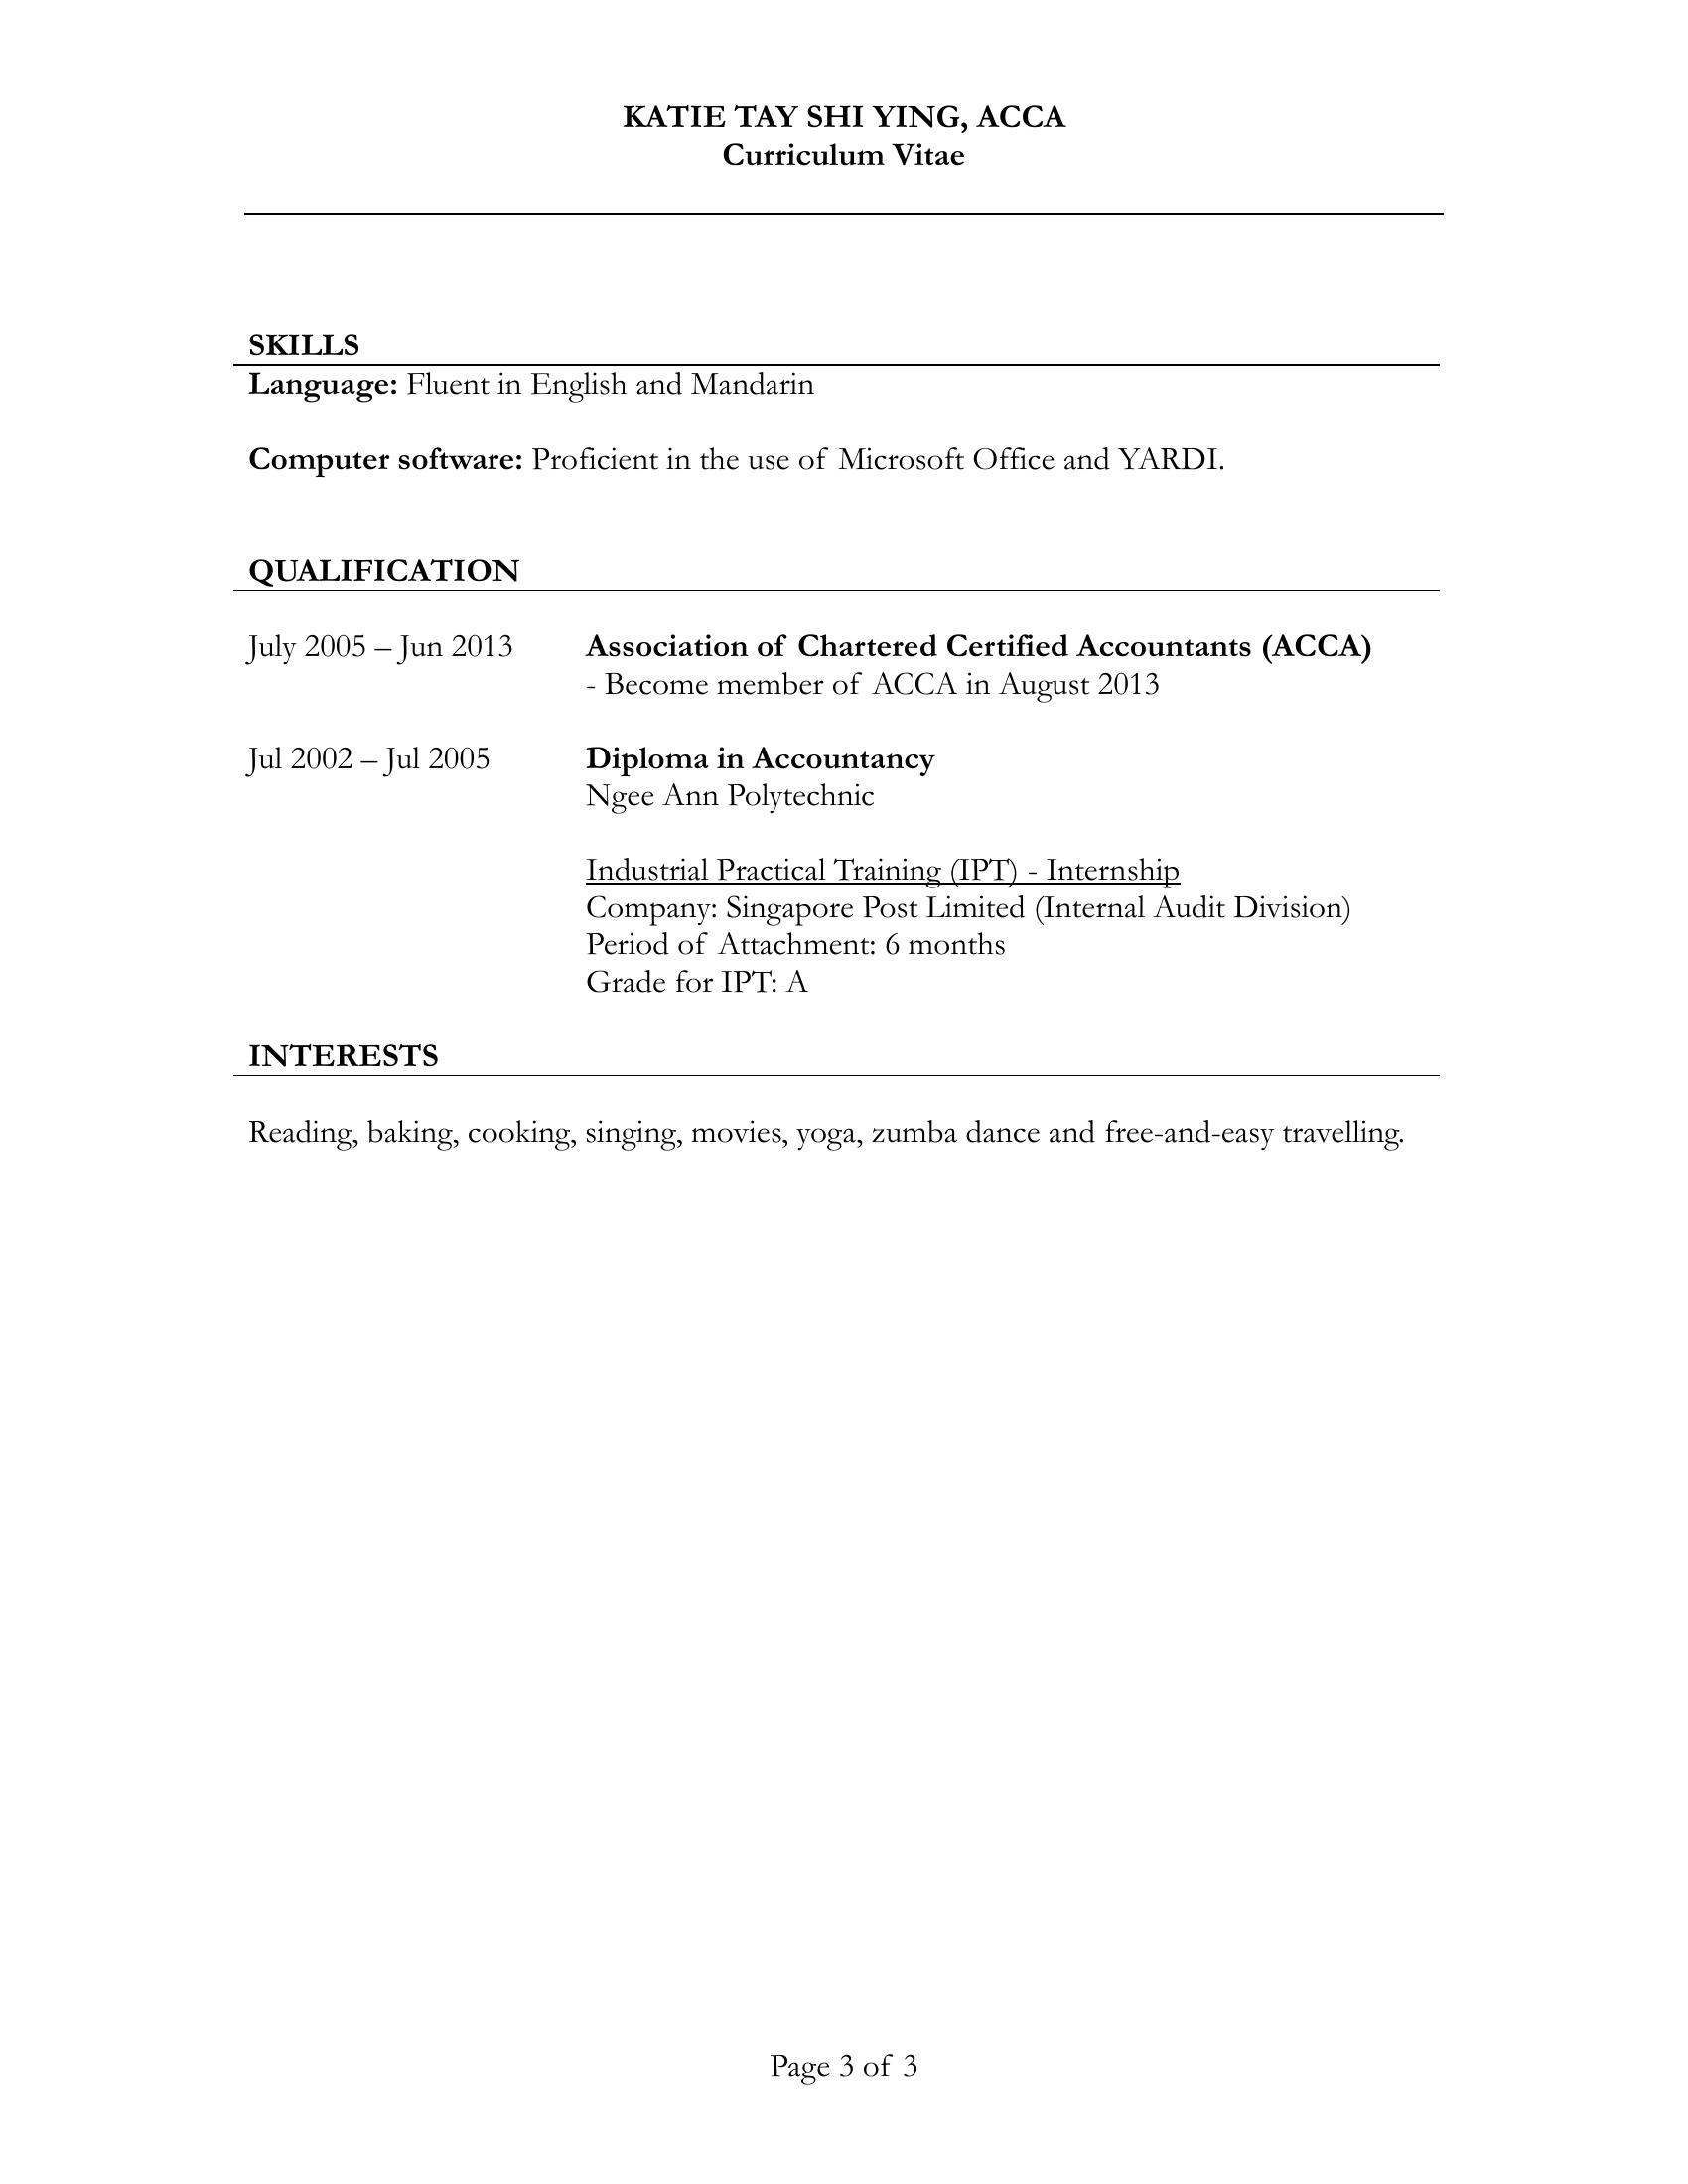 KATIE TAY SHI YING, ACCA
Curriculum Vitae
SKILLS
Language: Fluent in English and Mandarin
Computer software: Proficient in the use of Microsoft Office and YARDI.
QUALIFICATION
July 2005 – Jun 2013 Association of Chartered Certified Accountants (ACCA)
- Become member of ACCA in August 2013
Jul 2002 – Jul 2005 Diploma in Accountancy
Ngee Ann Polytechnic
Industrial Practical Training (IPT) - Internship
Company: Singapore Post Limited (Internal Audit Division)
Period of Attachment: 6 months
Grade for IPT: A
INTERESTS
Reading, baking, cooking, singing, movies, yoga, zumba dance and free-and-easy travelling.
Page 3 of 3